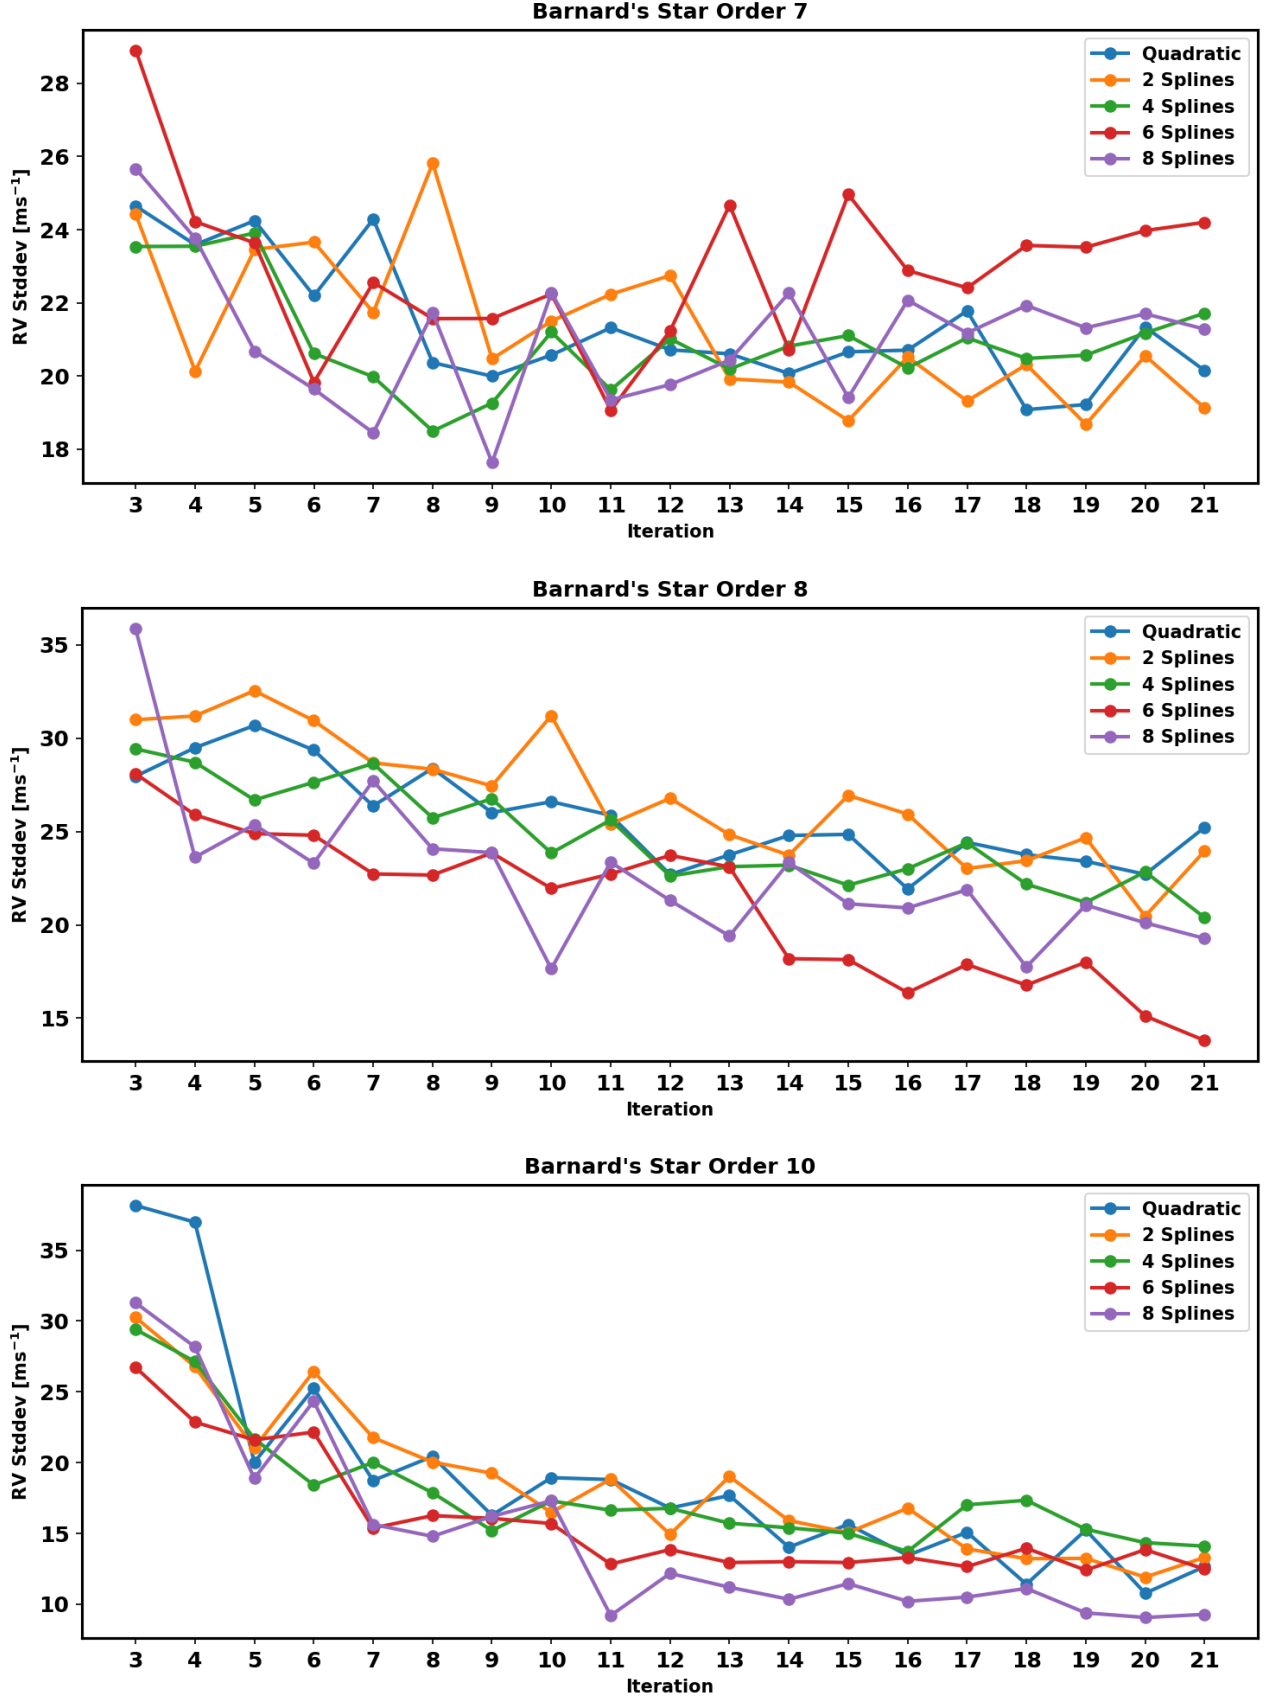 Barnard's Star Order 7
RV Stddev [ms⁻¹]
28
26
24
22
20
18
Quadratic
2 Splines
4 Splines
6 Splines
8 Splines
3 4 5 6 7 8 9 10 11 12 13 14 15 16 17 18 19 20 21
Iteration
Barnard's Star Order 8
RV Stddev [ms⁻¹]
35
30
25
20
15
Quadratic
2 Splines
4 Splines
6 Splines
8 Splines
3 4 5 6 7 8 9 10 11 12 13 14 15 16 17 18 19 20 21
Iteration
Barnard's Star Order 10
RV Stddev [ms⁻¹]
35
30
25
20
15
10
Quadratic
2 Splines
4 Splines
6 Splines
8 Splines
3 4 5 6 7 8 9 10 11 12 13 14 15 16 17 18 19 20 21
Iteration